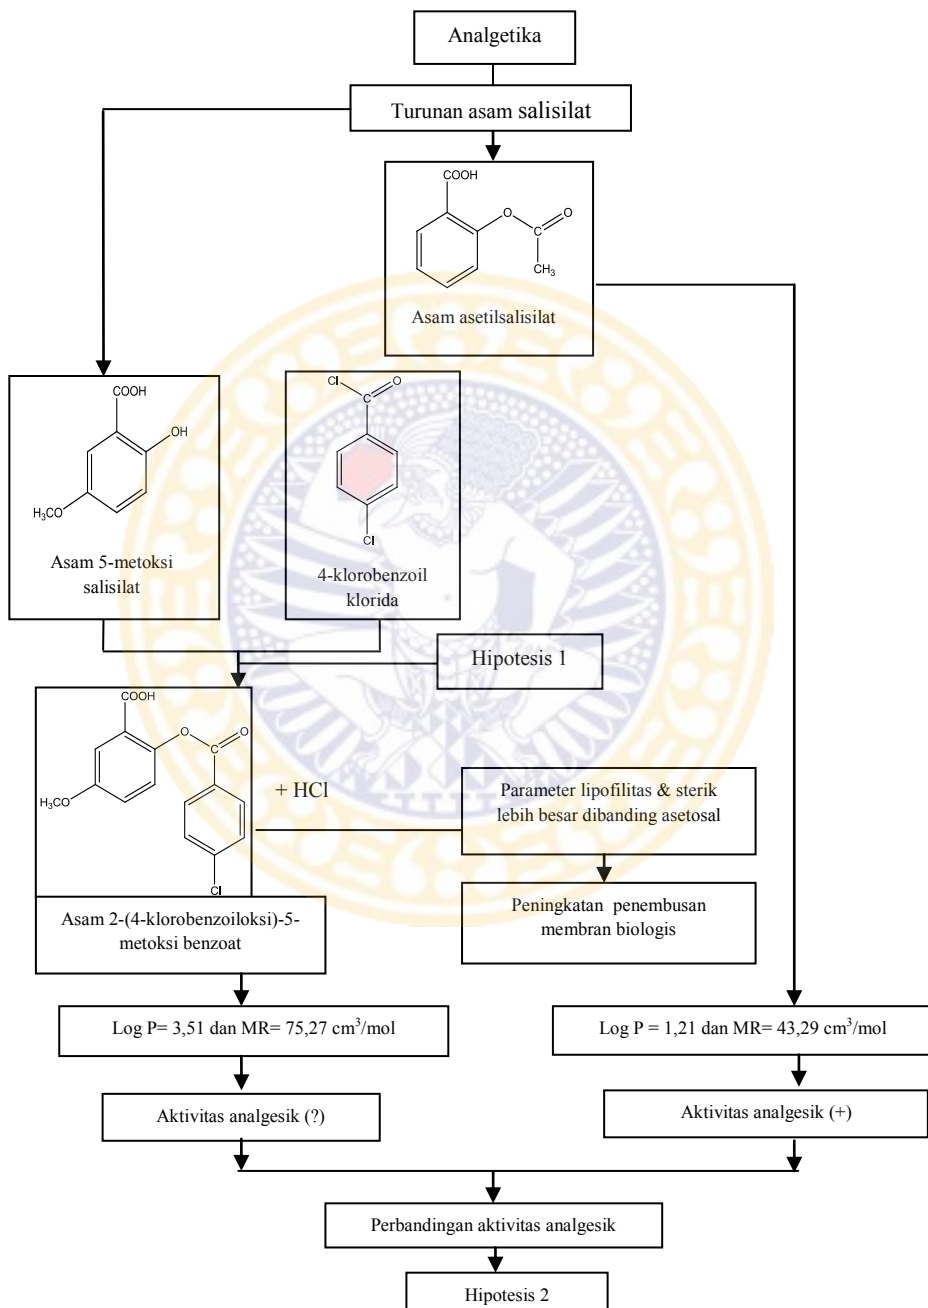 Analgetika
Turunan asam salisilat
COOH
O
O
C
CH₃
Asam asetilsalisilat
COOH
OH
H₃CO
Asam 5-metoksi
salisilat
Cl
O
C
Cl
4-klorobenzoil
klorida
Hipotesis 1
COOH
O
O
C
H₃CO
Cl
+ HCl
Asam 2-(4-klorobenzoiloksi)-5-
metoksi benzoat
Parameter lipofilitas & sterik
lebih besar dibanding asetosal
Peningkatan penembusan
membran biologis
Log P= 3,51 dan MR= 75,27 cm³/mol
Log P = 1,21 dan MR= 43,29 cm³/mol
Aktivitas analgesik (?)
Aktivitas analgesik (+)
Perbandingan aktivitas analgesik
Hipotesis 2